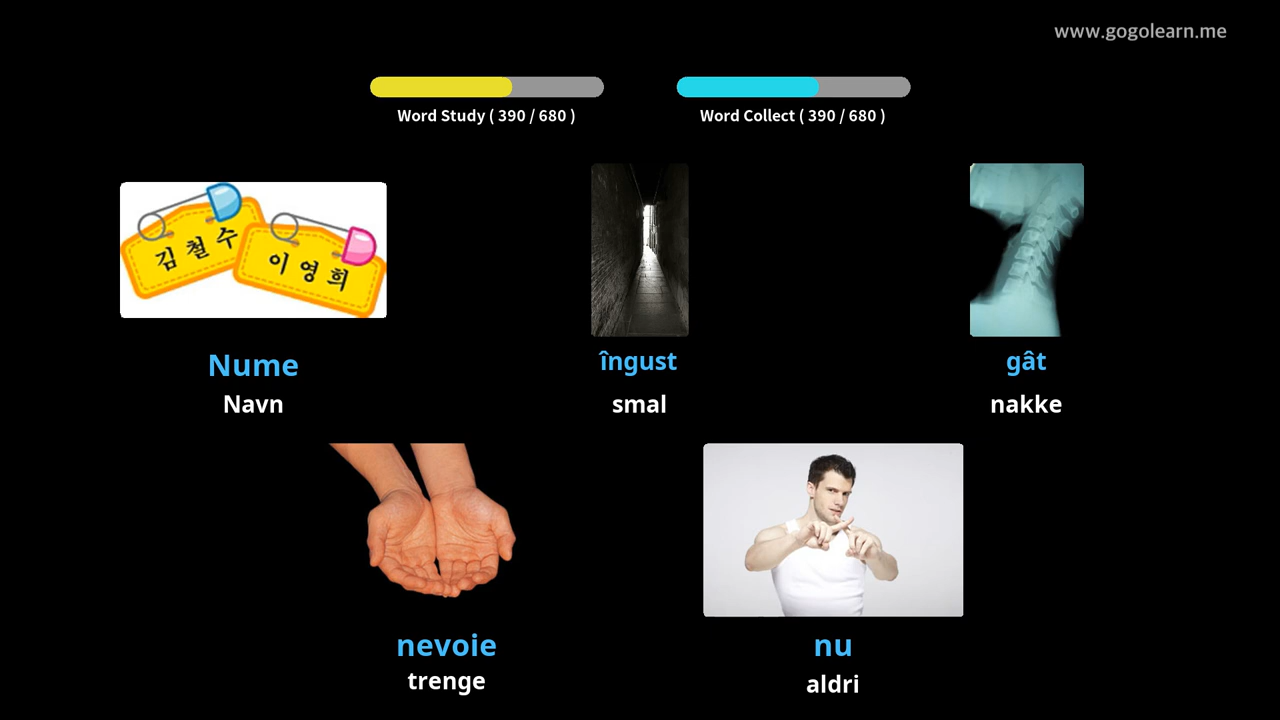 www.gogolearn.me
Word Study ( 390 / 680 )
Word Collect ( 390 / 680 )
김철수
이영희
Nume
Navn
îngust
smal
gât
nakke
nevoie
trenge
nu
aldri